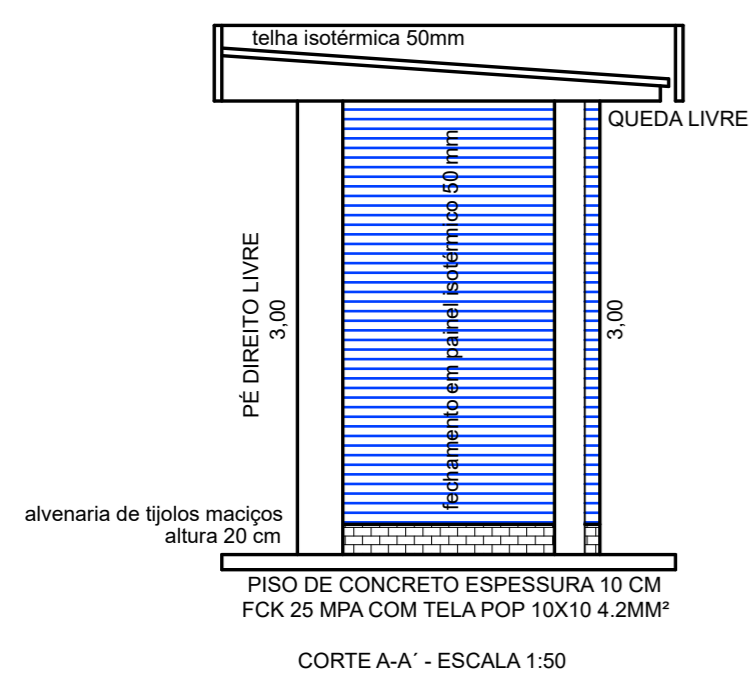 telha isotérmica 50mm
QUEDA LIVRE
fechamento em painel isotérmico 50 mm
PÉ DIREITO LIVRE
3,00
3,00
alvenaria de tijolos maciços
altura 20 cm
PISO DE CONCRETO ESPESSURA 10 CM
FCK 25 MPA COM TELA POP 10X10 4.2MM²
CORTE A-A´ - ESCALA 1:50